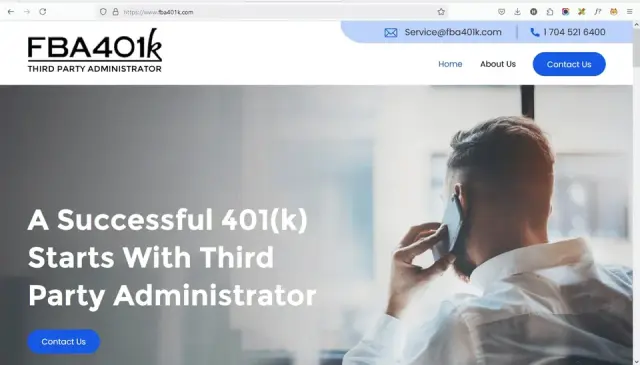 https://www.fba401k.com
Service@fba401k.com
1 704 521 6400
FBA401k
THIRD PARTY ADMINISTRATOR
Home
About Us
Contact Us
A Successful 401(k)
Starts With Third
Party Administrator
Contact Us